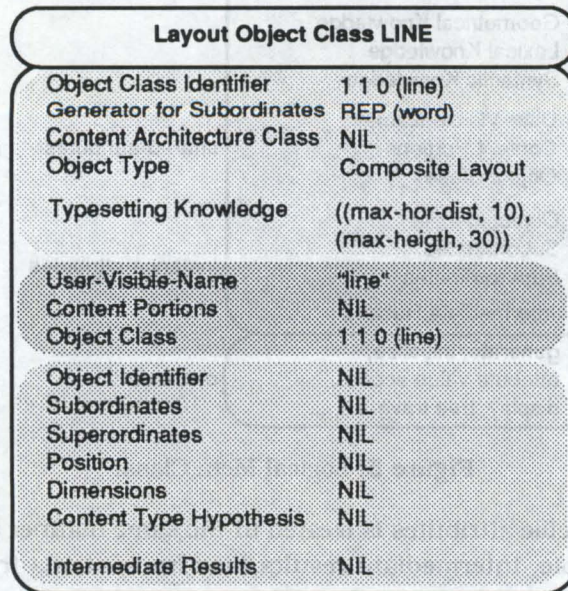 Layout Object Class LINE
Object Class Identifier 1 1 0 (line)
Generator for Subordinates REP (word)
Content Architecture Class NIL
Object Type Composite Layout
Typesetting Knowledge ((max-hor-dist, 10),
(max-heigth, 30))
User-Visible-Name "line"
Content Portions NIL
Object Class 1 1 0 (line)
Object Identifier NIL
Subordinates NIL
Superordinates NIL
Position NIL
Dimensions NIL
Content Type Hypothesis NIL
Intermediate Results NIL